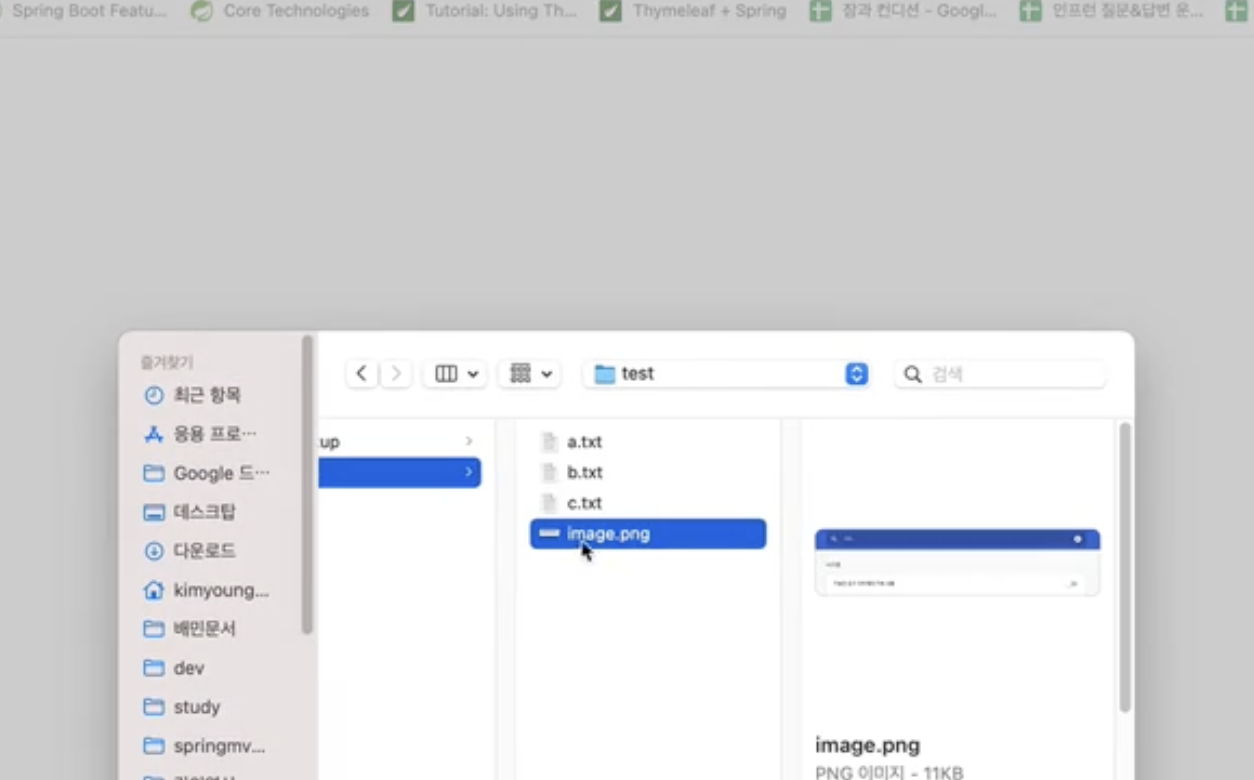 Spring Boot Featu... Core Technologies Tutorial: Using Th... Thymeleaf + Spring 잠과 컨디션 - Googl... 인프런 질문&답변 운...
즐겨찾기
test
검색
최근 항목
응용 프로...
Google 드...
데스크탑
다운로드
kimyoung...
배민문서
dev
study
springmv...
up
a.txt
b.txt
c.txt
image.png
image.png
PNG 이미지 - 11KB